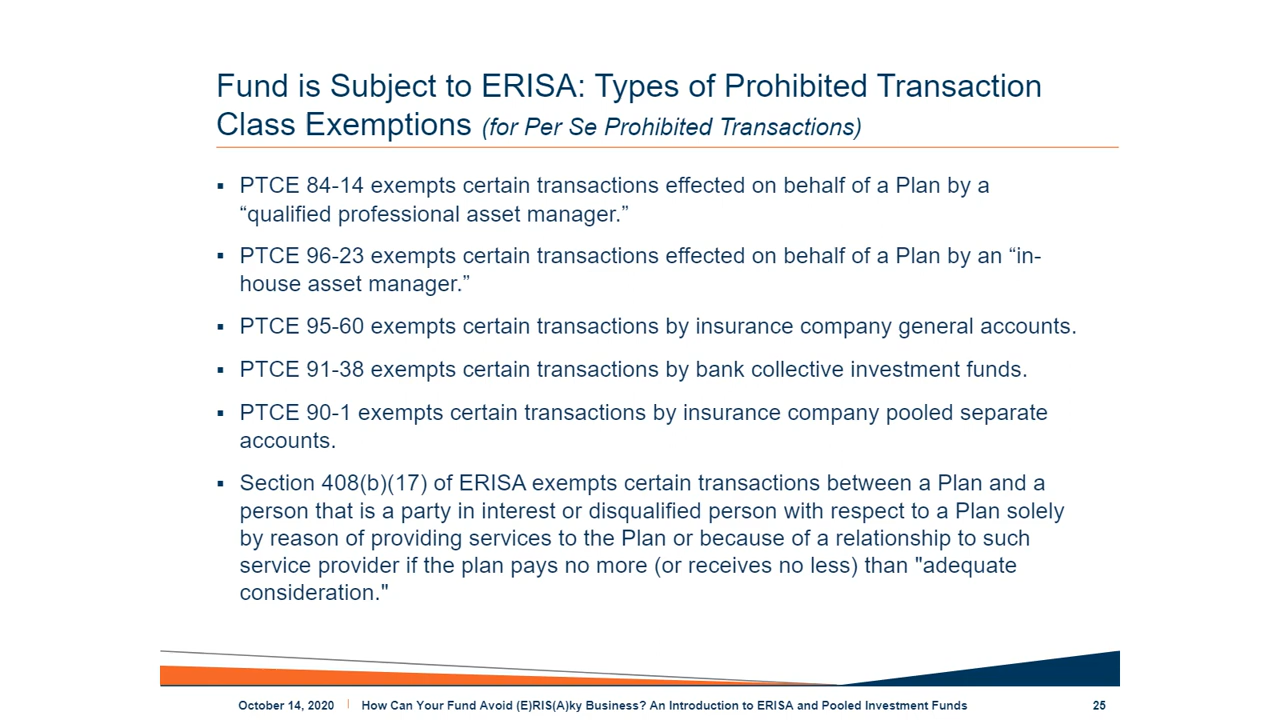 Fund is Subject to ERISA: Types of Prohibited Transaction
Class Exemptions (for Per Se Prohibited Transactions)
▪ PTCE 84-14 exempts certain transactions effected on behalf of a Plan by a
“qualified professional asset manager.”
▪ PTCE 96-23 exempts certain transactions effected on behalf of a Plan by an “in-
house asset manager.”
▪ PTCE 95-60 exempts certain transactions by insurance company general accounts.
▪ PTCE 91-38 exempts certain transactions by bank collective investment funds.
▪ PTCE 90-1 exempts certain transactions by insurance company pooled separate
accounts.
▪ Section 408(b)(17) of ERISA exempts certain transactions between a Plan and a
person that is a party in interest or disqualified person with respect to a Plan solely
by reason of providing services to the Plan or because of a relationship to such
service provider if the plan pays no more (or receives no less) than "adequate
consideration."
October 14, 2020 | How Can Your Fund Avoid (E)RIS(A)ky Business? An Introduction to ERISA and Pooled Investment Funds 25